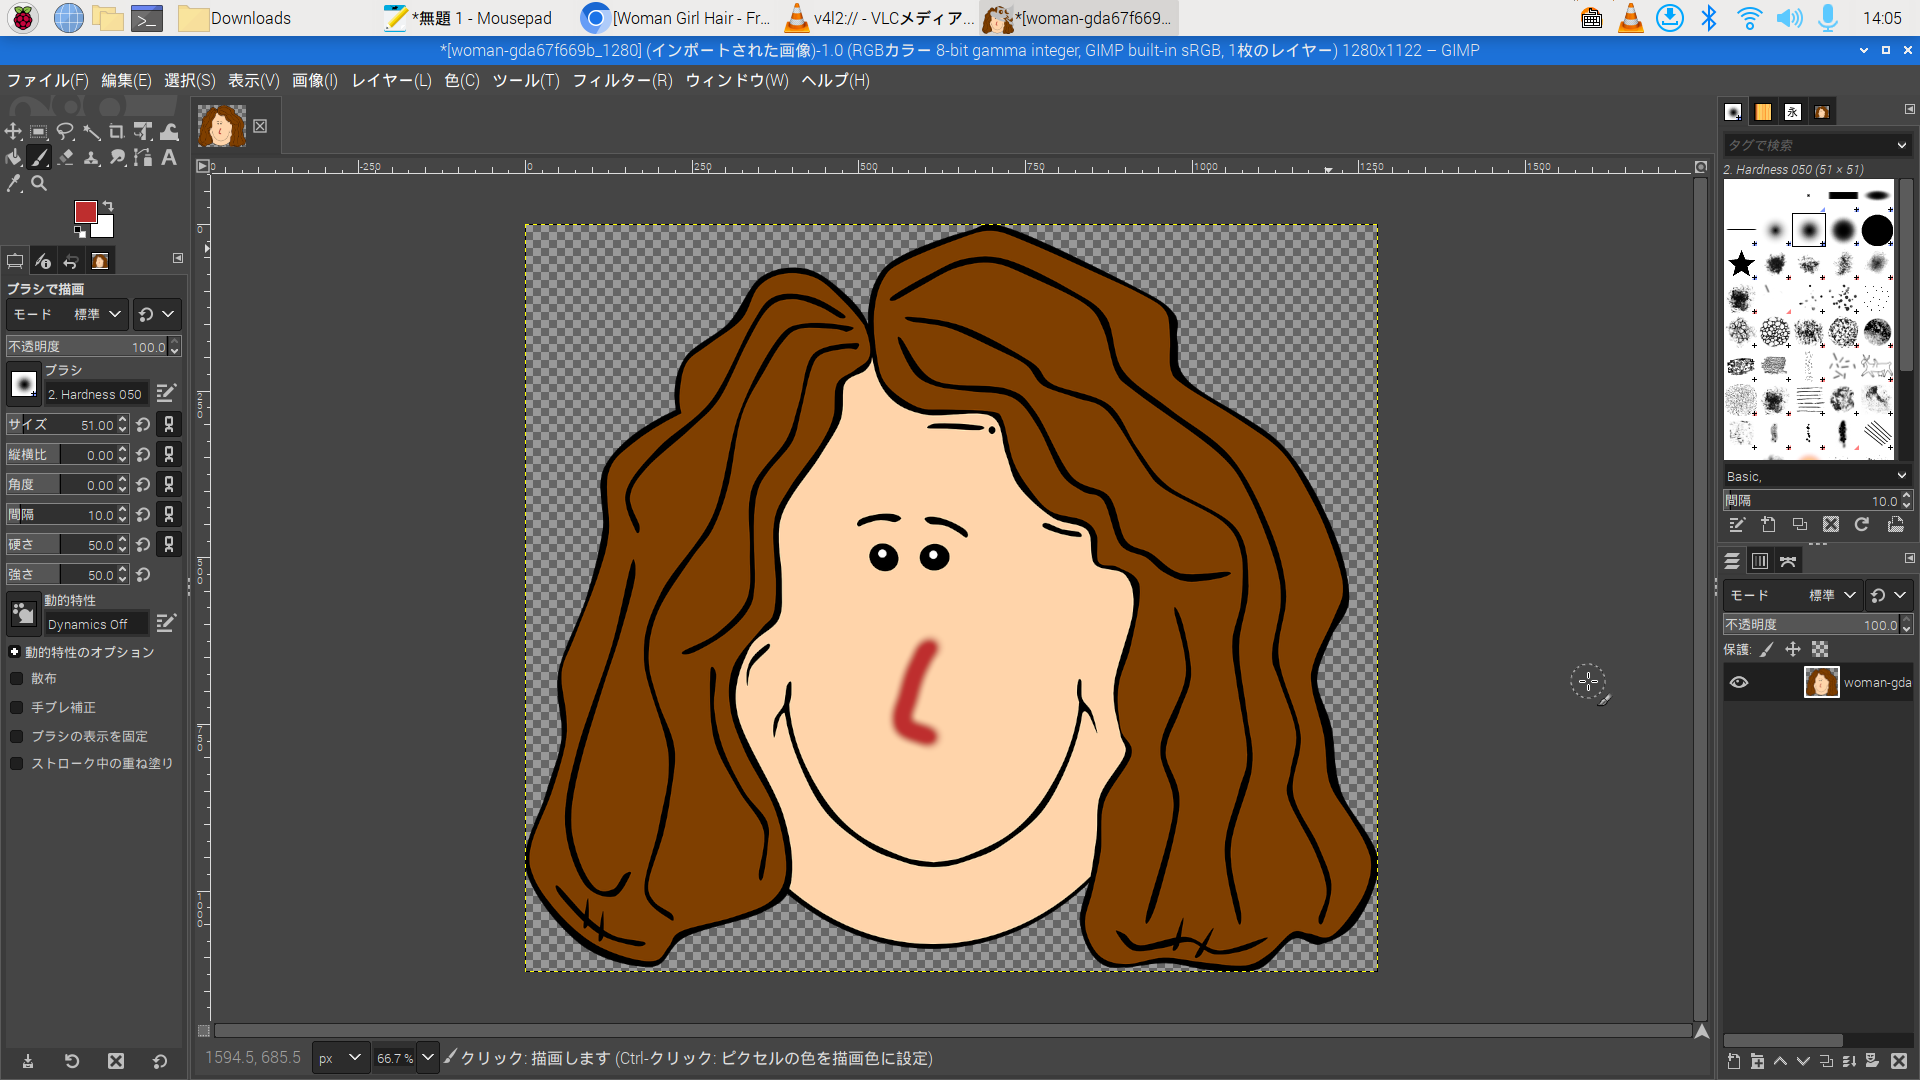 Downloads
*無題 1 - Mousepad
[Woman Girl Hair - Fr...
v4l2:// - VLCメディア...
*[woman-gda67f669...
14:05
*[woman-gda67f669b_1280] (インポートされた画像)-1.0 (RGBカラー 8-bit gamma integer, GIMP built-in sRGB, 1枚のレイヤー) 1280x1122 – GIMP
ファイル(F) 編集(E) 選択(S) 表示(V) 画像(I) レイヤー(L) 色(C) ツール(T) フィルター(R) ウィンドウ(W) ヘルプ(H)
-250 0 250 500 750 1000 1250 1500
0
250
500
750
1000
ブラシで描画
モード 標準
不透明度 100.0
ブラシ
2. Hardness 050
サイズ 51.00
縦横比 0.00
角度 0.00
間隔 10.0
硬さ 50.0
強さ 50.0
動的特性
Dynamics Off
動的特性のオプション
散布
手ブレ補正
ブラシの表示を固定
ストローク中の重ね塗り
永
タグで検索
2. Hardness 050 (51 × 51)
Basic,
間隔 10.0
モード 標準
不透明度 100.0
保護:
woman-gda
1594.5, 685.5 px 66.7 % クリック: 描画します (Ctrl-クリック: ピクセルの色を描画色に設定)